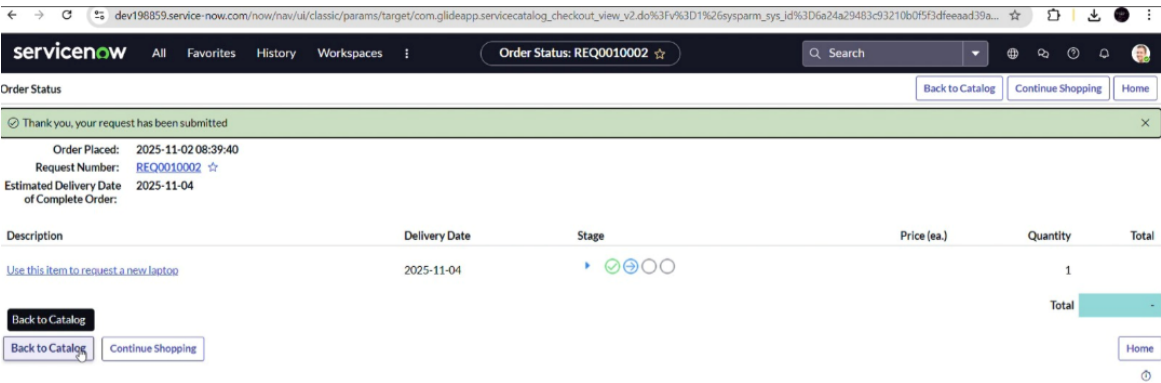 dev198859.service-now.com/now/nav/ui/classic/params/target/com.glideapp.servicecatalog_checkout_view_v2.do%3Fv%3D1%26sysparm_sys_id%3D6a24a29483c93210b0f5f3dfeeaad39a...
servicenow All Favorites History Workspaces Order Status: REQ0010002 Search
Order Status Back to Catalog Continue Shopping Home
Thank you, your request has been submitted
Order Placed: 2025-11-02 08:39:40
Request Number: REQ0010002
Estimated Delivery Date 2025-11-04
of Complete Order:
Description Delivery Date Stage Price (ea.) Quantity Total
Use this item to request a new laptop 2025-11-04 1
Total -
Back to Catalog
Back to Catalog Continue Shopping Home